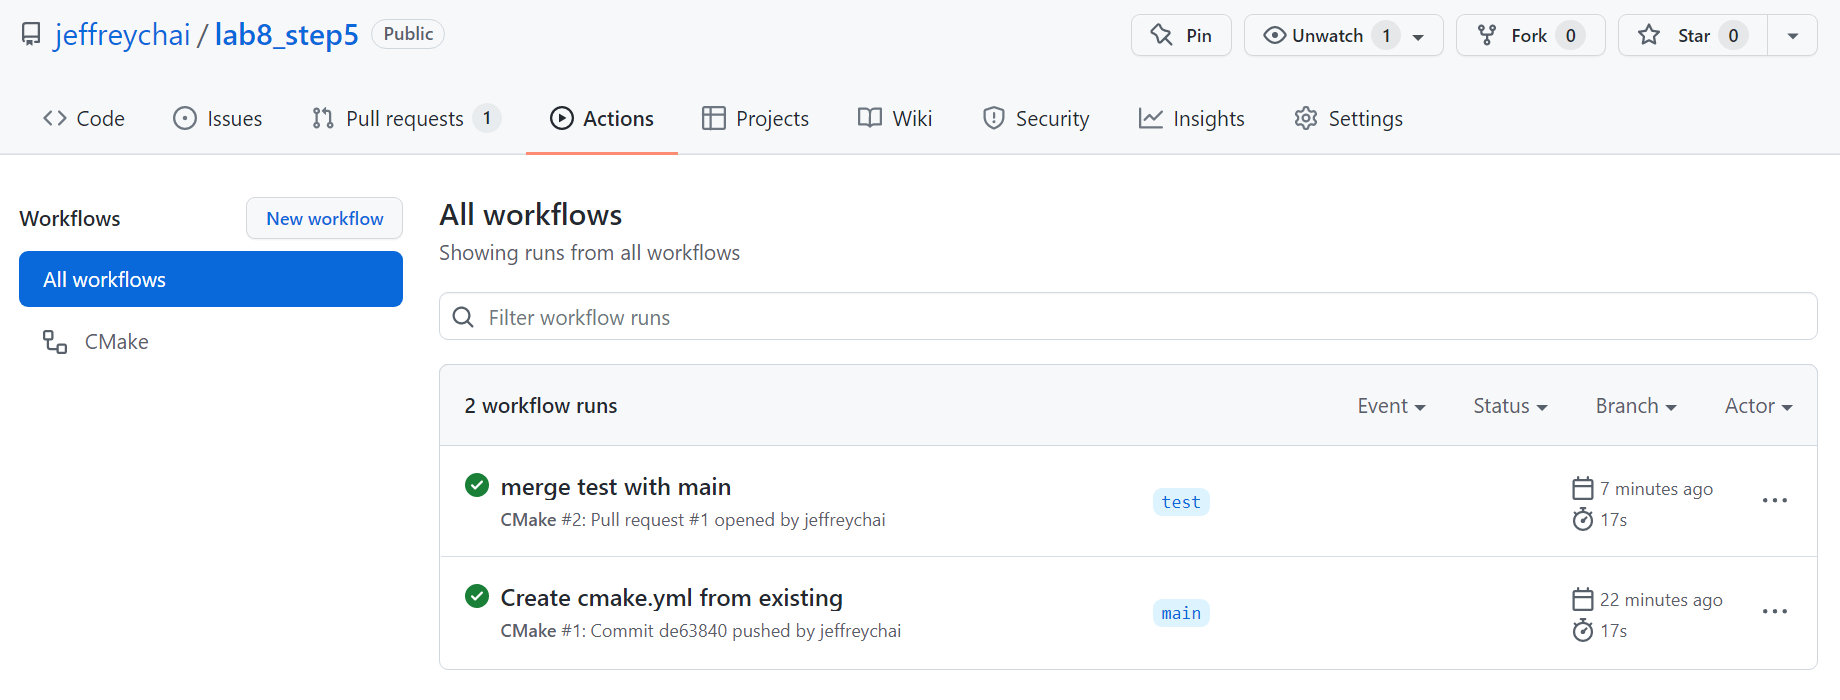 jeffreychai / lab8_step5 Public Pin Unwatch 1 Fork 0 Star 0
Code Issues Pull requests 1 Actions Projects Wiki Security Insights Settings
Workflows New workflow
All workflows
CMake
All workflows
Showing runs from all workflows
Filter workflow runs
2 workflow runs Event Status Branch Actor
merge test with main
CMake #2: Pull request #1 opened by jeffreychai
test
7 minutes ago
17s
Create cmake.yml from existing
CMake #1: Commit de63840 pushed by jeffreychai
main
22 minutes ago
17s